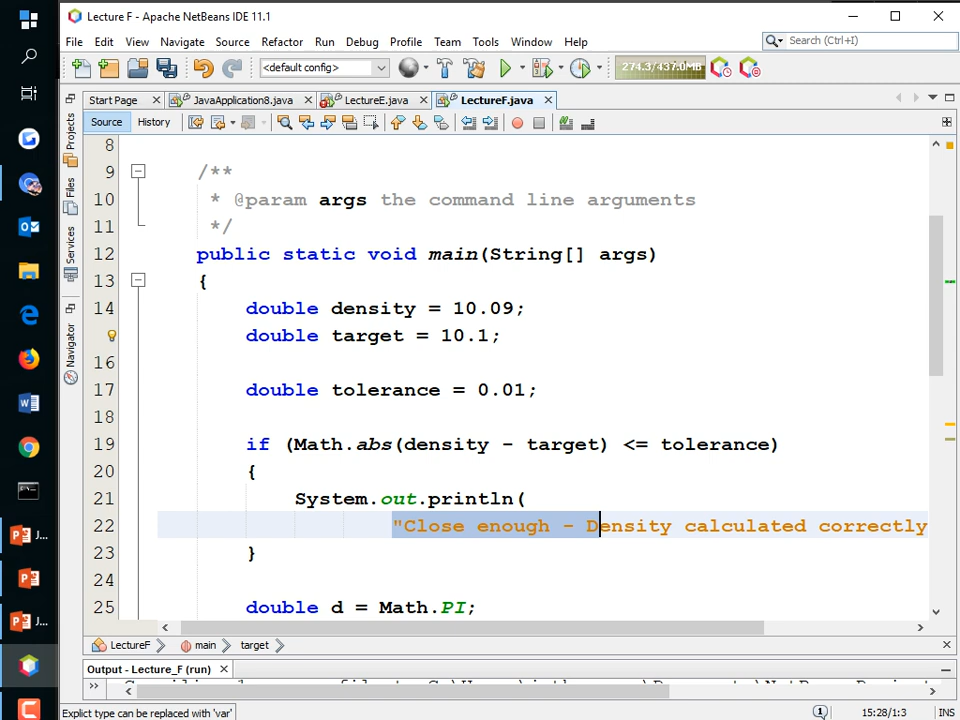 Lecture F - Apache NetBeans IDE 11.1
File Edit View Navigate Source Refactor Run Debug Profile Team Tools Window Help
Search (Ctrl+I)
<default config>
274.3/437.0MB
Start Page
JavaApplication8.java
LectureE.java
LectureF.java
Source History
Projects
Files
Services
Navigator
8
9 /**
10 * @param args the command line arguments
11 */
12 public static void main(String[] args)
13 {
14 double density = 10.09;
double target = 10.1;
16
17 double tolerance = 0.01;
18
19 if (Math.abs(density - target) <= tolerance)
20 {
21 System.out.println(
22 "Close enough - Density calculated correctly
23 }
24
25 double d = Math.PI;
LectureF main target
Output - Lecture_F (run)
Explict type can be replaced with 'var'
1
15:28/1:3
INS